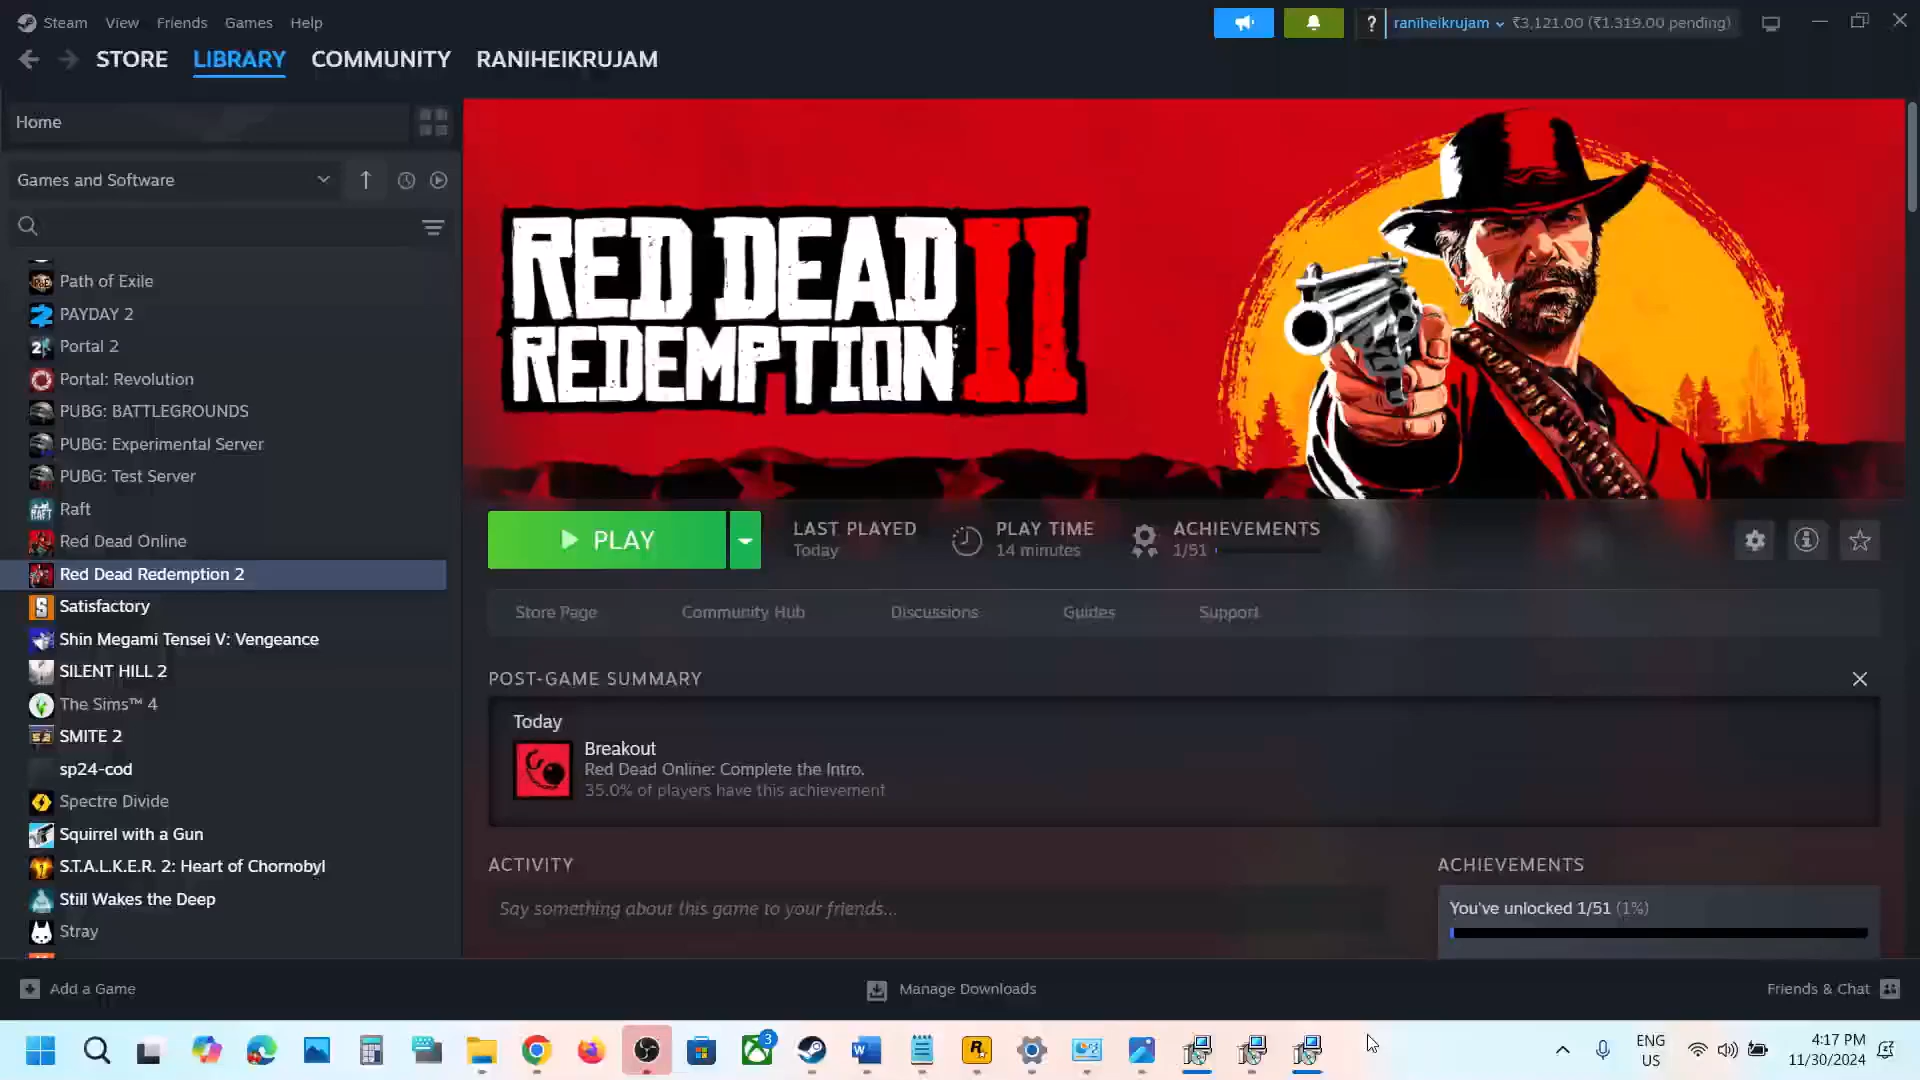 Steam View Friends Games Help
? raniheikrujam ₹3,121.00 (₹1,319.00 pending)
STORE LIBRARY COMMUNITY RANIHEIKRUJAM
Home
Games and Software
Path of Exile
PAYDAY 2
Portal 2
Portal: Revolution
PUBG: BATTLEGROUNDS
PUBG: Experimental Server
PUBG: Test Server
Raft
Red Dead Online
Red Dead Redemption 2
Satisfactory
Shin Megami Tensei V: Vengeance
SILENT HILL 2
The Sims™ 4
SMITE 2
sp24-cod
Spectre Divide
Squirrel with a Gun
S.T.A.L.K.E.R. 2: Heart of Chornobyl
Still Wakes the Deep
Stray
RED DEAD
REDEMPTION II
PLAY
LAST PLAYED
Today
PLAY TIME
14 minutes
ACHIEVEMENTS
1/51
Store Page Community Hub Discussions Guides Support
POST-GAME SUMMARY
Today
Breakout
Red Dead Online: Complete the Intro.
35.0% of players have this achievement
ACTIVITY
Say something about this game to your friends...
ACHIEVEMENTS
You've unlocked 1/51 (1%)
Add a Game
Manage Downloads
Friends & Chat
3
ENG
US
4:17 PM
11/30/2024